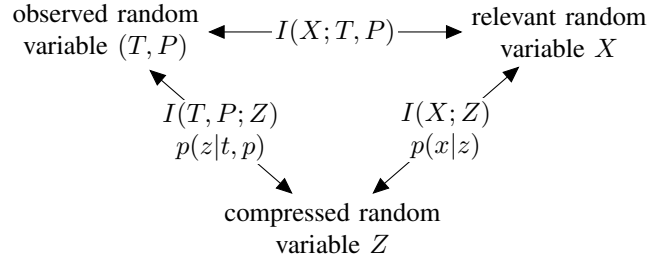 observed random
variable (T, P)
I(X; T, P)
relevant random
variable X
I(T, P; Z)
p(z|t, p)
I(X; Z)
p(x|z)
compressed random
variable Z